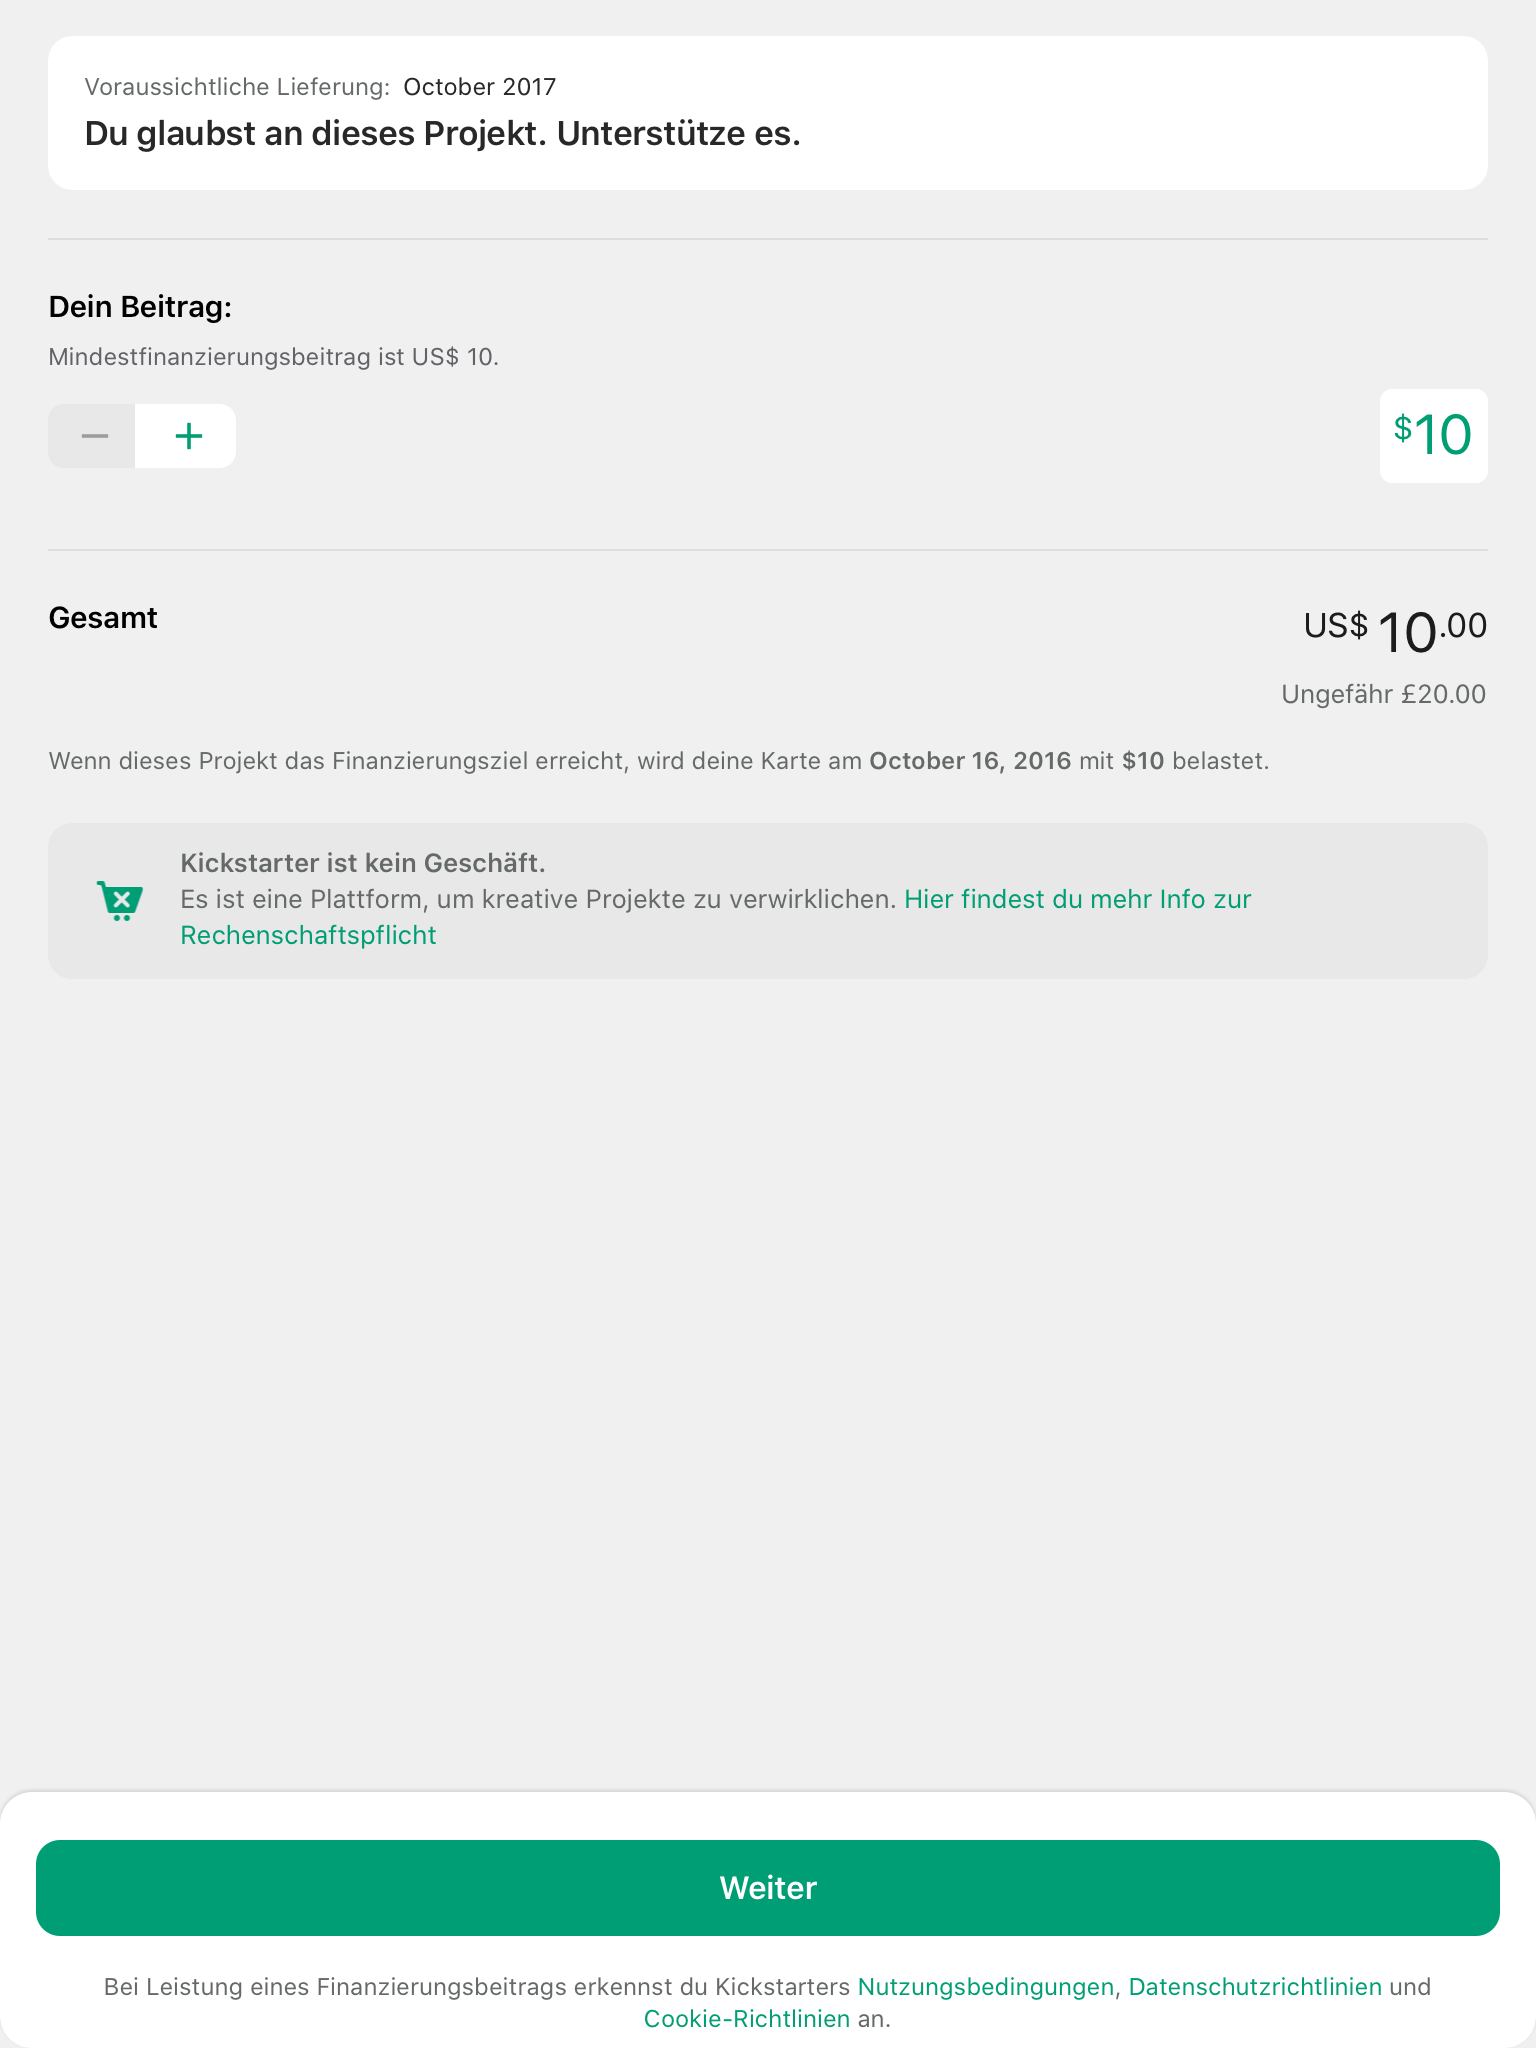 Voraussichtliche Lieferung: October 2017
Du glaubst an dieses Projekt. Unterstütze es.
Dein Beitrag:
Mindestfinanzierungsbeitrag ist US$ 10.
$10
Gesamt
US$ 10.00
Ungefähr £20.00
Wenn dieses Projekt das Finanzierungsziel erreicht, wird deine Karte am October 16, 2016 mit $10 belastet.
Kickstarter ist kein Geschäft.
Es ist eine Plattform, um kreative Projekte zu verwirklichen. Hier findest du mehr Info zur
Rechenschaftspflicht
Weiter
Bei Leistung eines Finanzierungsbeitrags erkennst du Kickstarters Nutzungsbedingungen, Datenschutzrichtlinien und
Cookie-Richtlinien an.